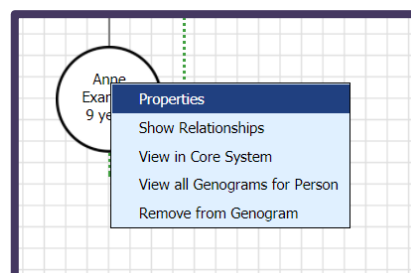 Anne
Exam
9 ye
Properties
Show Relationships
View in Core System
View all Genograms for Person
Remove from Genogram